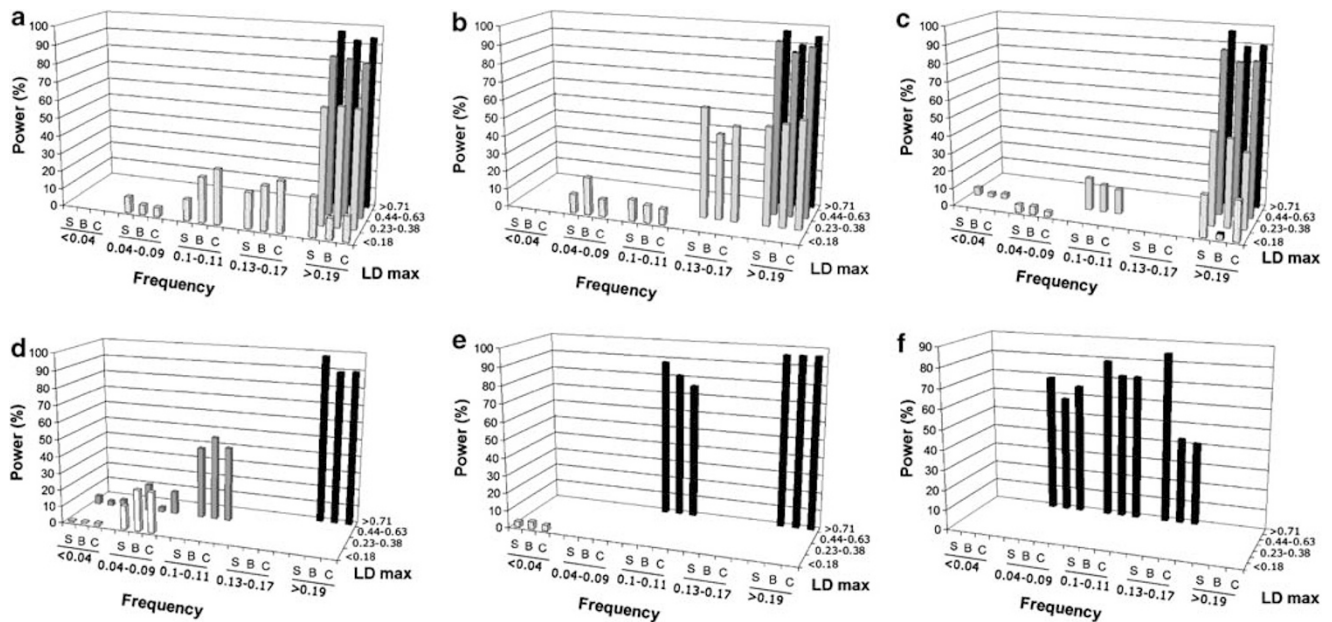 a
Power (%)
100
90
80
70
60
50
40
30
20
10
0
S B C S B C S B C S B C S B C
<0.04 0.04-0.09 0.1-0.11 0.13-0.17 >0.19
Frequency
>0.71
0.44-0.63
0.23-0.38
<0.18
LD max
b
Power (%)
100
90
80
70
60
50
40
30
20
10
0
S B C S B C S B C S B C S B C
<0.04 0.04-0.09 0.1-0.11 0.13-0.17 >0.19
Frequency
>0.71
0.44-0.63
0.23-0.38
<0.18
LD max
c
Power (%)
100
90
80
70
60
50
40
30
20
10
0
S B C S B C S B C S B C S B C
<0.04 0.04-0.09 0.1-0.11 0.13-0.17 >0.19
Frequency
>0.71
0.44-0.63
0.23-0.38
<0.18
LD max
d
Power (%)
100
90
80
70
60
50
40
30
20
10
0
S B C S B C S B C S B C S B C
<0.04 0.04-0.09 0.1-0.11 0.13-0.17 >0.19
Frequency
>0.71
0.44-0.63
0.23-0.38
<0.18
LD max
e
Power (%)
100
90
80
70
60
50
40
30
20
10
0
S B C S B C S B C S B C S B C
<0.04 0.04-0.09 0.1-0.11 0.13-0.17 >0.19
Frequency
>0.71
0.44-0.63
0.23-0.38
<0.18
LD max
f
Power (%)
90
80
70
60
50
40
30
20
10
0
S B C S B C S B C S B C S B C
<0.04 0.04-0.09 0.1-0.11 0.13-0.17 >0.19
Frequency
>0.71
0.44-0.63
0.23-0.38
<0.18
LD max